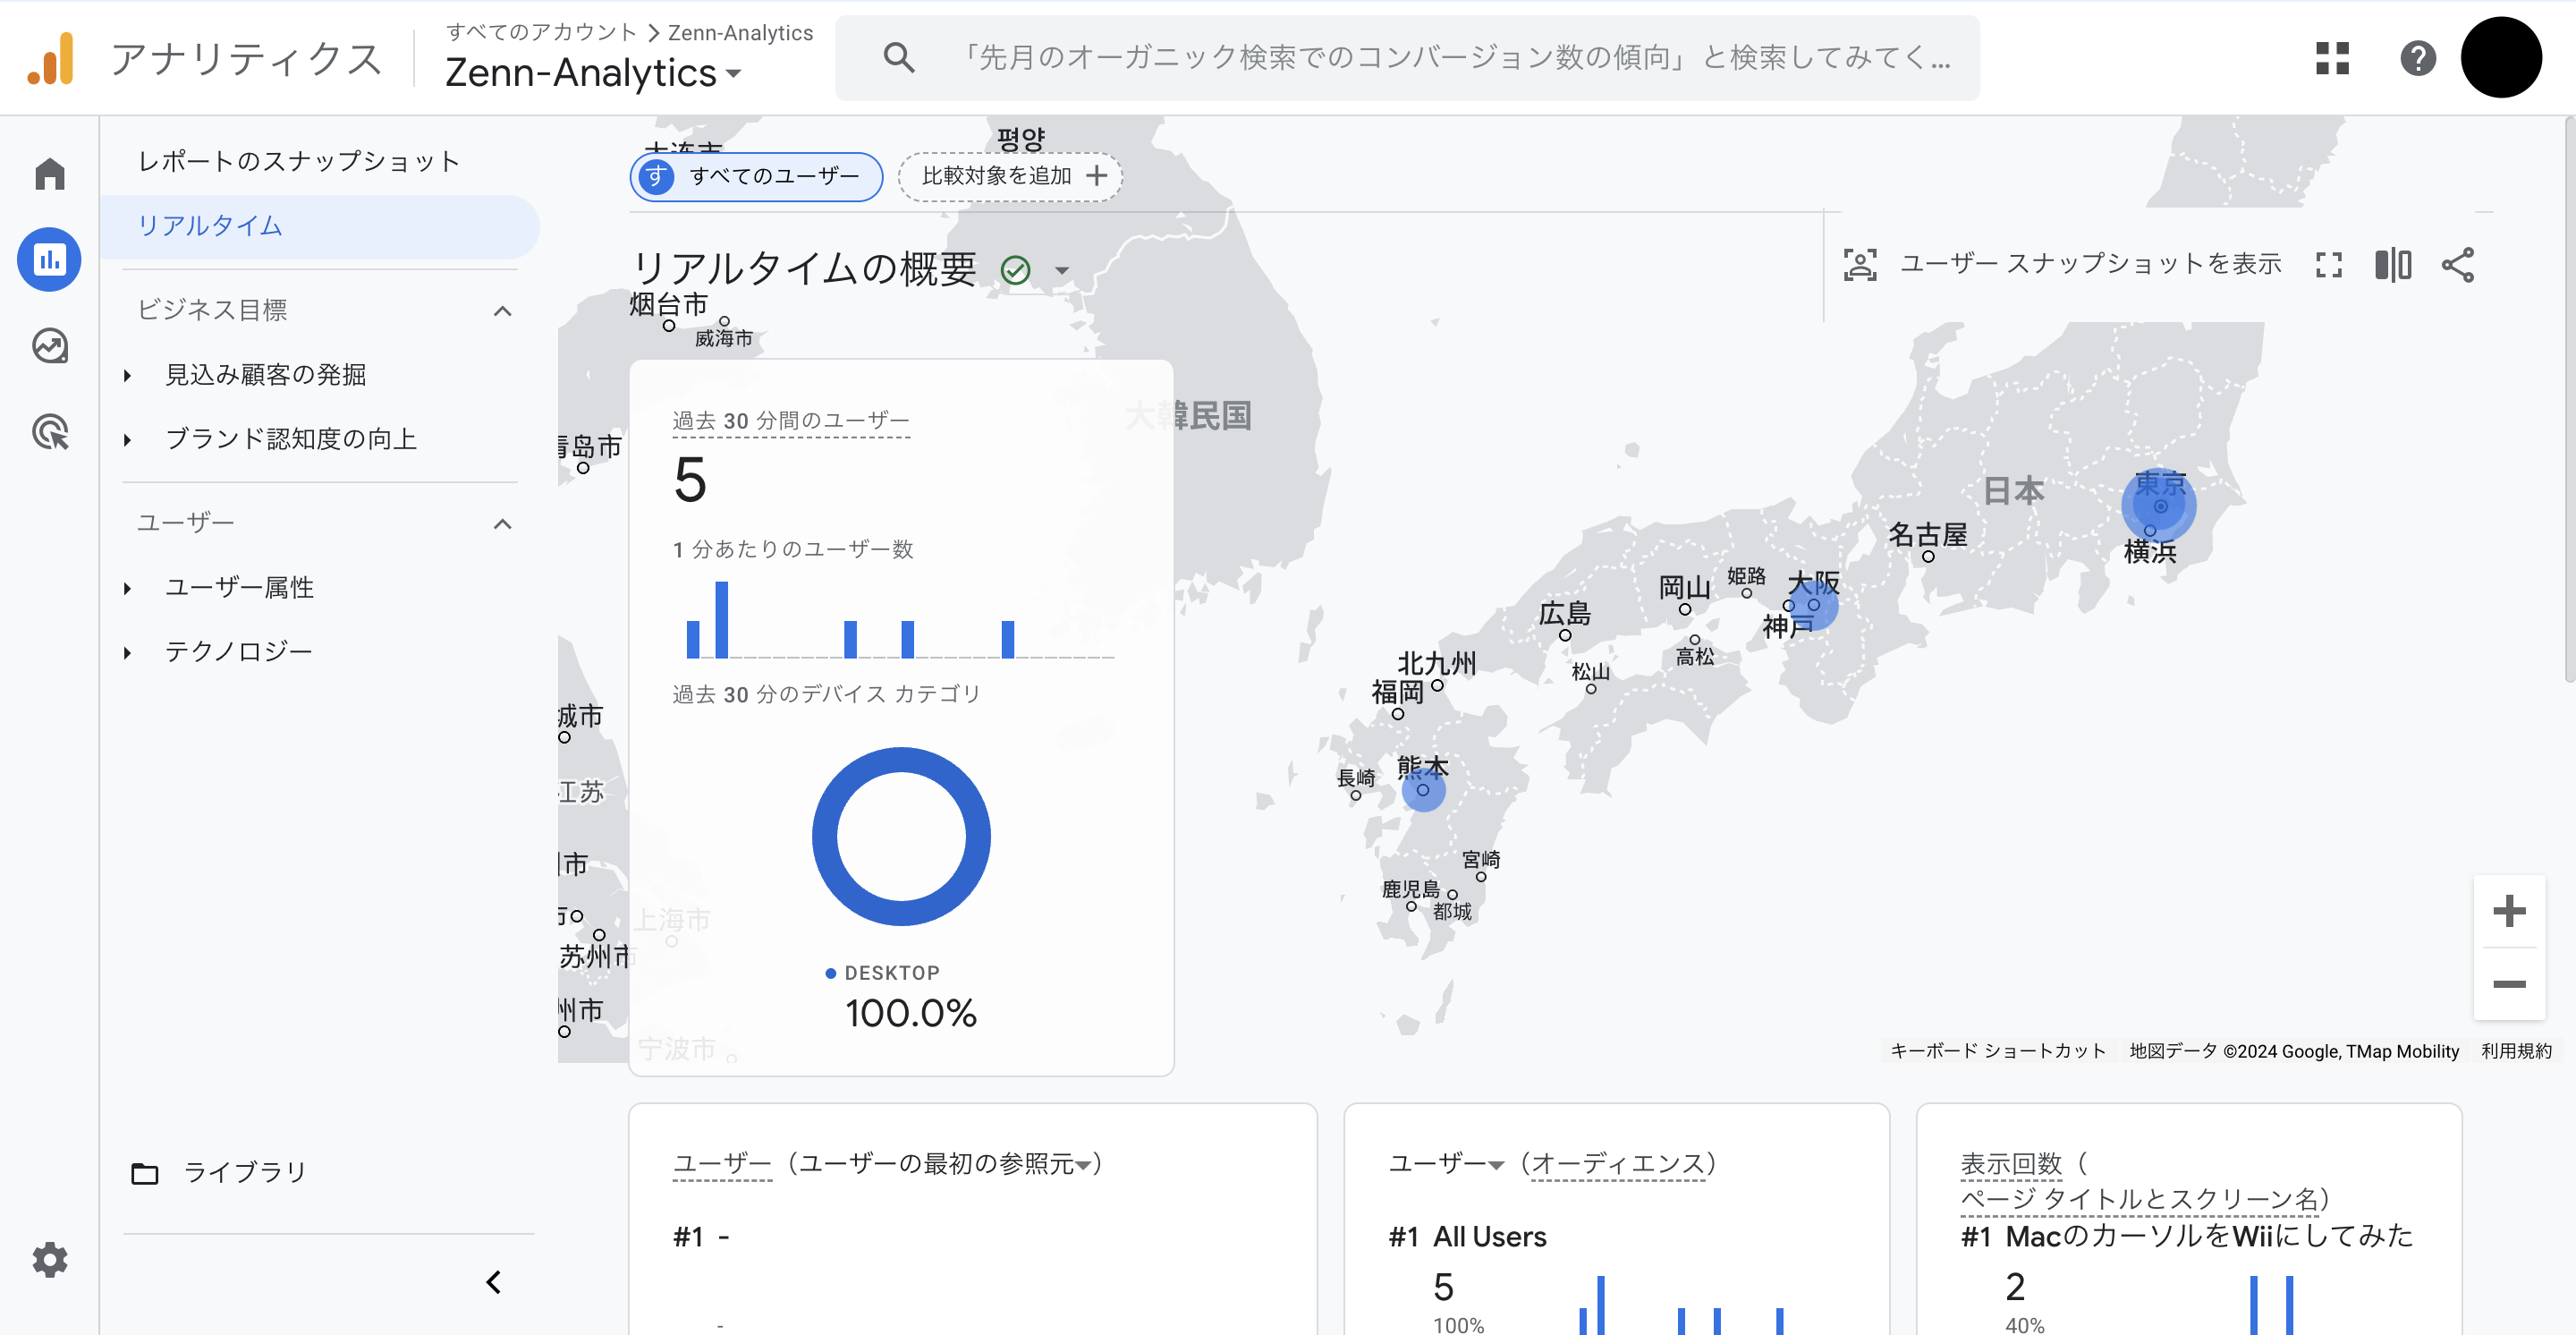 アナリティクス
すべてのアカウント > Zenn-Analytics
Zenn-Analytics
「先月のオーガニック検索でのコンバージョン数の傾向」と検索してみてく...
レポートのスナップショット
リアルタイム
ビジネス目標
見込み顧客の発掘
ブランド認知度の向上
ユーザー
ユーザー属性
テクノロジー
ライブラリ
平양
す すべてのユーザー
比較対象を追加 +
リアルタイムの概要
ユーザー スナップショットを表示
烟台市
威海市
青岛市
大韓民国
城市
江苏
市
上海市
苏州市
州市
宁波市
過去 30 分間のユーザー
5
1 分あたりのユーザー数
過去 30 分のデバイス カテゴリ
DESKTOP
100.0%
日本
東京
横浜
名古屋
大阪
神戸
姫路
岡山
広島
高松
松山
北九州
福岡
長崎
熊本
宮崎
鹿児島
都城
キーボード ショートカット
地図データ ©2024 Google, TMap Mobility
利用規約
ユーザー（ユーザーの最初の参照元）
#1 -
-
ユーザー（オーディエンス）
#1 All Users
5
100%
表示回数（
ページ タイトルとスクリーン名）
#1 MacのカーソルをWiiにしてみた
2
40%